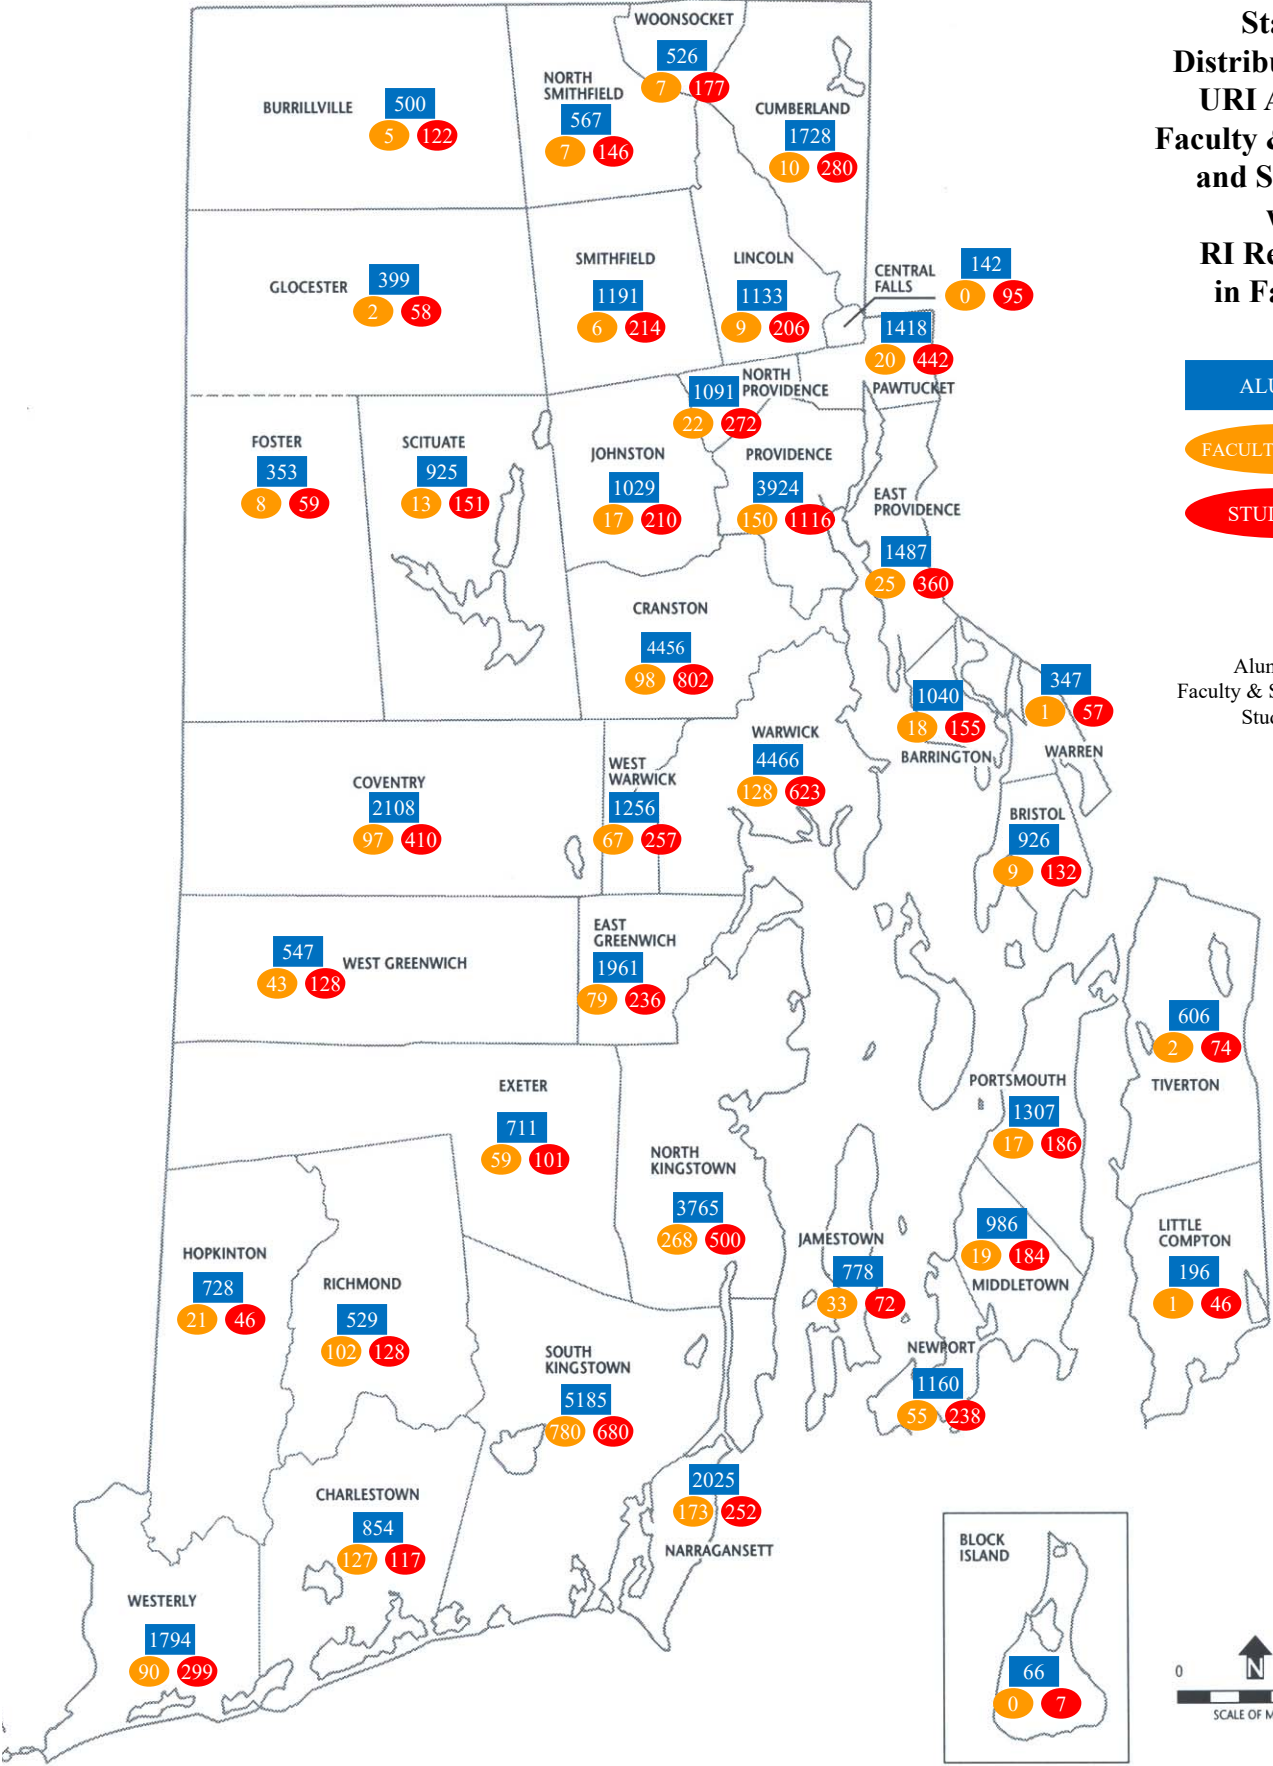 WOONSOCKET
526
7 177
NORTH
SMITHFIELD
567
7 146
BURRILLVILLE
500
5 122
CUMBERLAND
1728
10 280
RI
in
GLOCESTER
399
2 58
SMITHFIELD
1191
6 214
LINCOLN
1133
9 206
CENTRAL
FALLS
142
0 95
1418
20 442
PAWTUCKET
NORTH
PROVIDENCE
1091
22 272
FOSTER
353
8 59
SCITUATE
925
13 151
JOHNSTON
1029
17 210
PROVIDENCE
3924
150 1116
EAST
PROVIDENCE
1487
25 360
CRANSTON
4456
98 802
Faculty &
1040
18 155
BARRINGTON
347
1 57
WARREN
WARWICK
4466
128 623
WEST
WARWICK
1256
67 257
COVENTRY
2108
97 410
BRISTOL
926
9 132
547
43 128
WEST GREENWICH
EAST
GREENWICH
1961
79 236
606
2 74
TIVERTON
PORTSMOUTH
1307
17 186
EXETER
711
59 101
NORTH
KINGSTOWN
3765
268 500
986
19 184
MIDDLETOWN
JAMESTOWN
778
33 72
LITTLE
COMPTON
196
1 46
HOPKINTON
728
21 46
RICHMOND
529
102 128
SOUTH
KINGSTOWN
5185
780 680
NEWPORT
1160
55 238
2025
173 252
NARRAGANSETT
CHARLESTOWN
854
127 117
WESTERLY
1794
90 299
BLOCK
ISLAND
66
0 7
0 N
SCALE OF